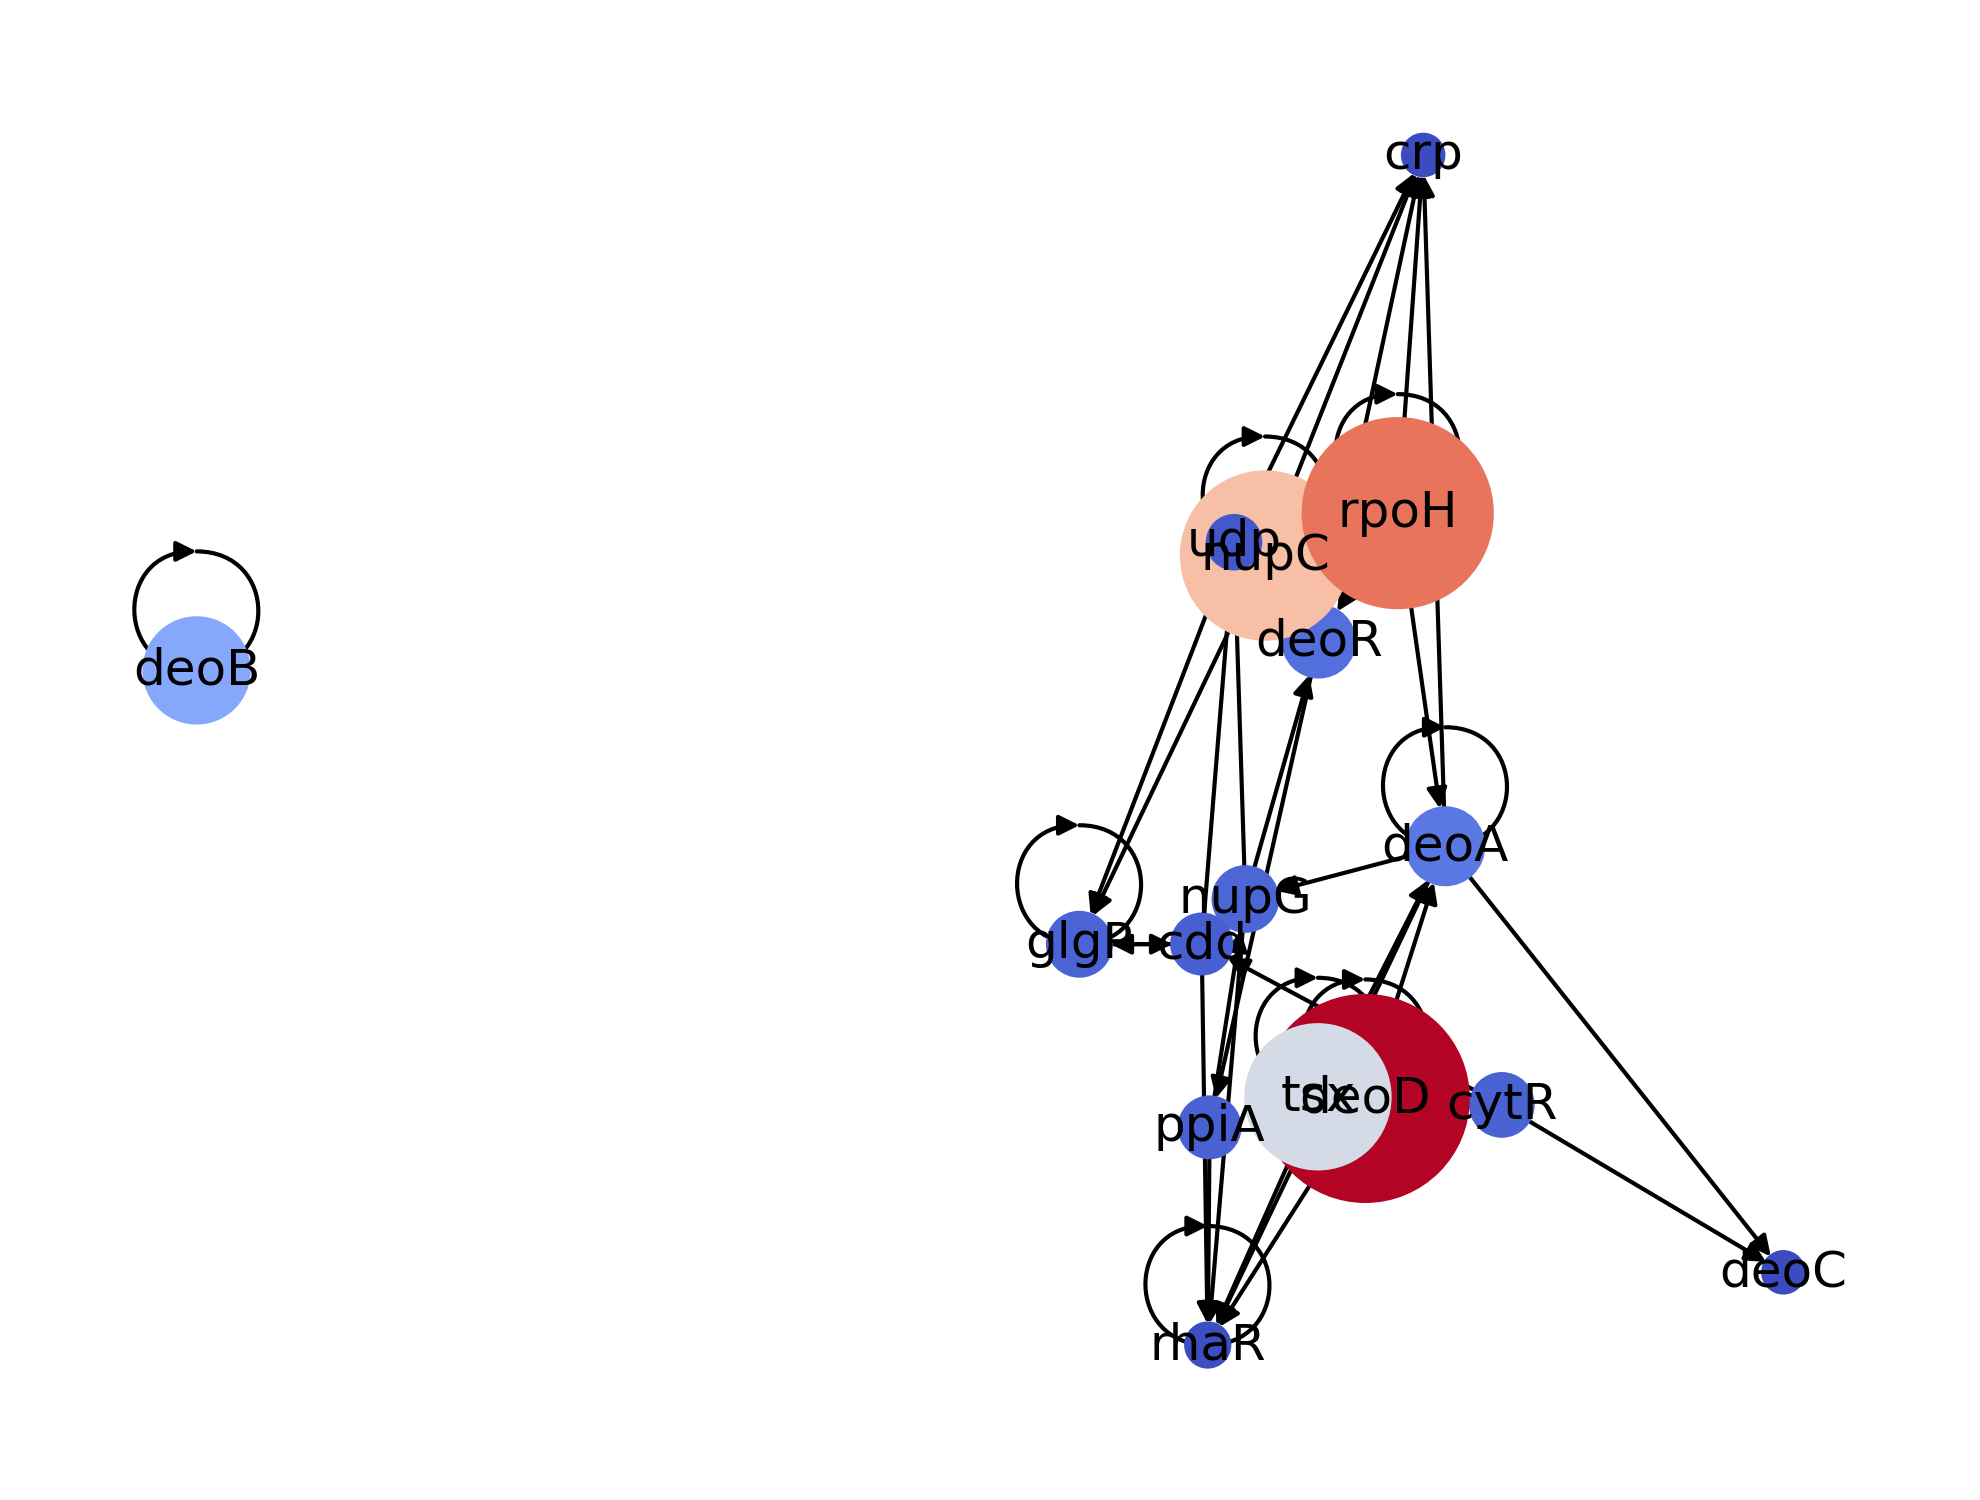 crp
rpoH
udp
nupC
deoR
deoB
deoA
nupG
glgP
cdd
tsx
deoD
cytR
ppiA
deoC
rhaR